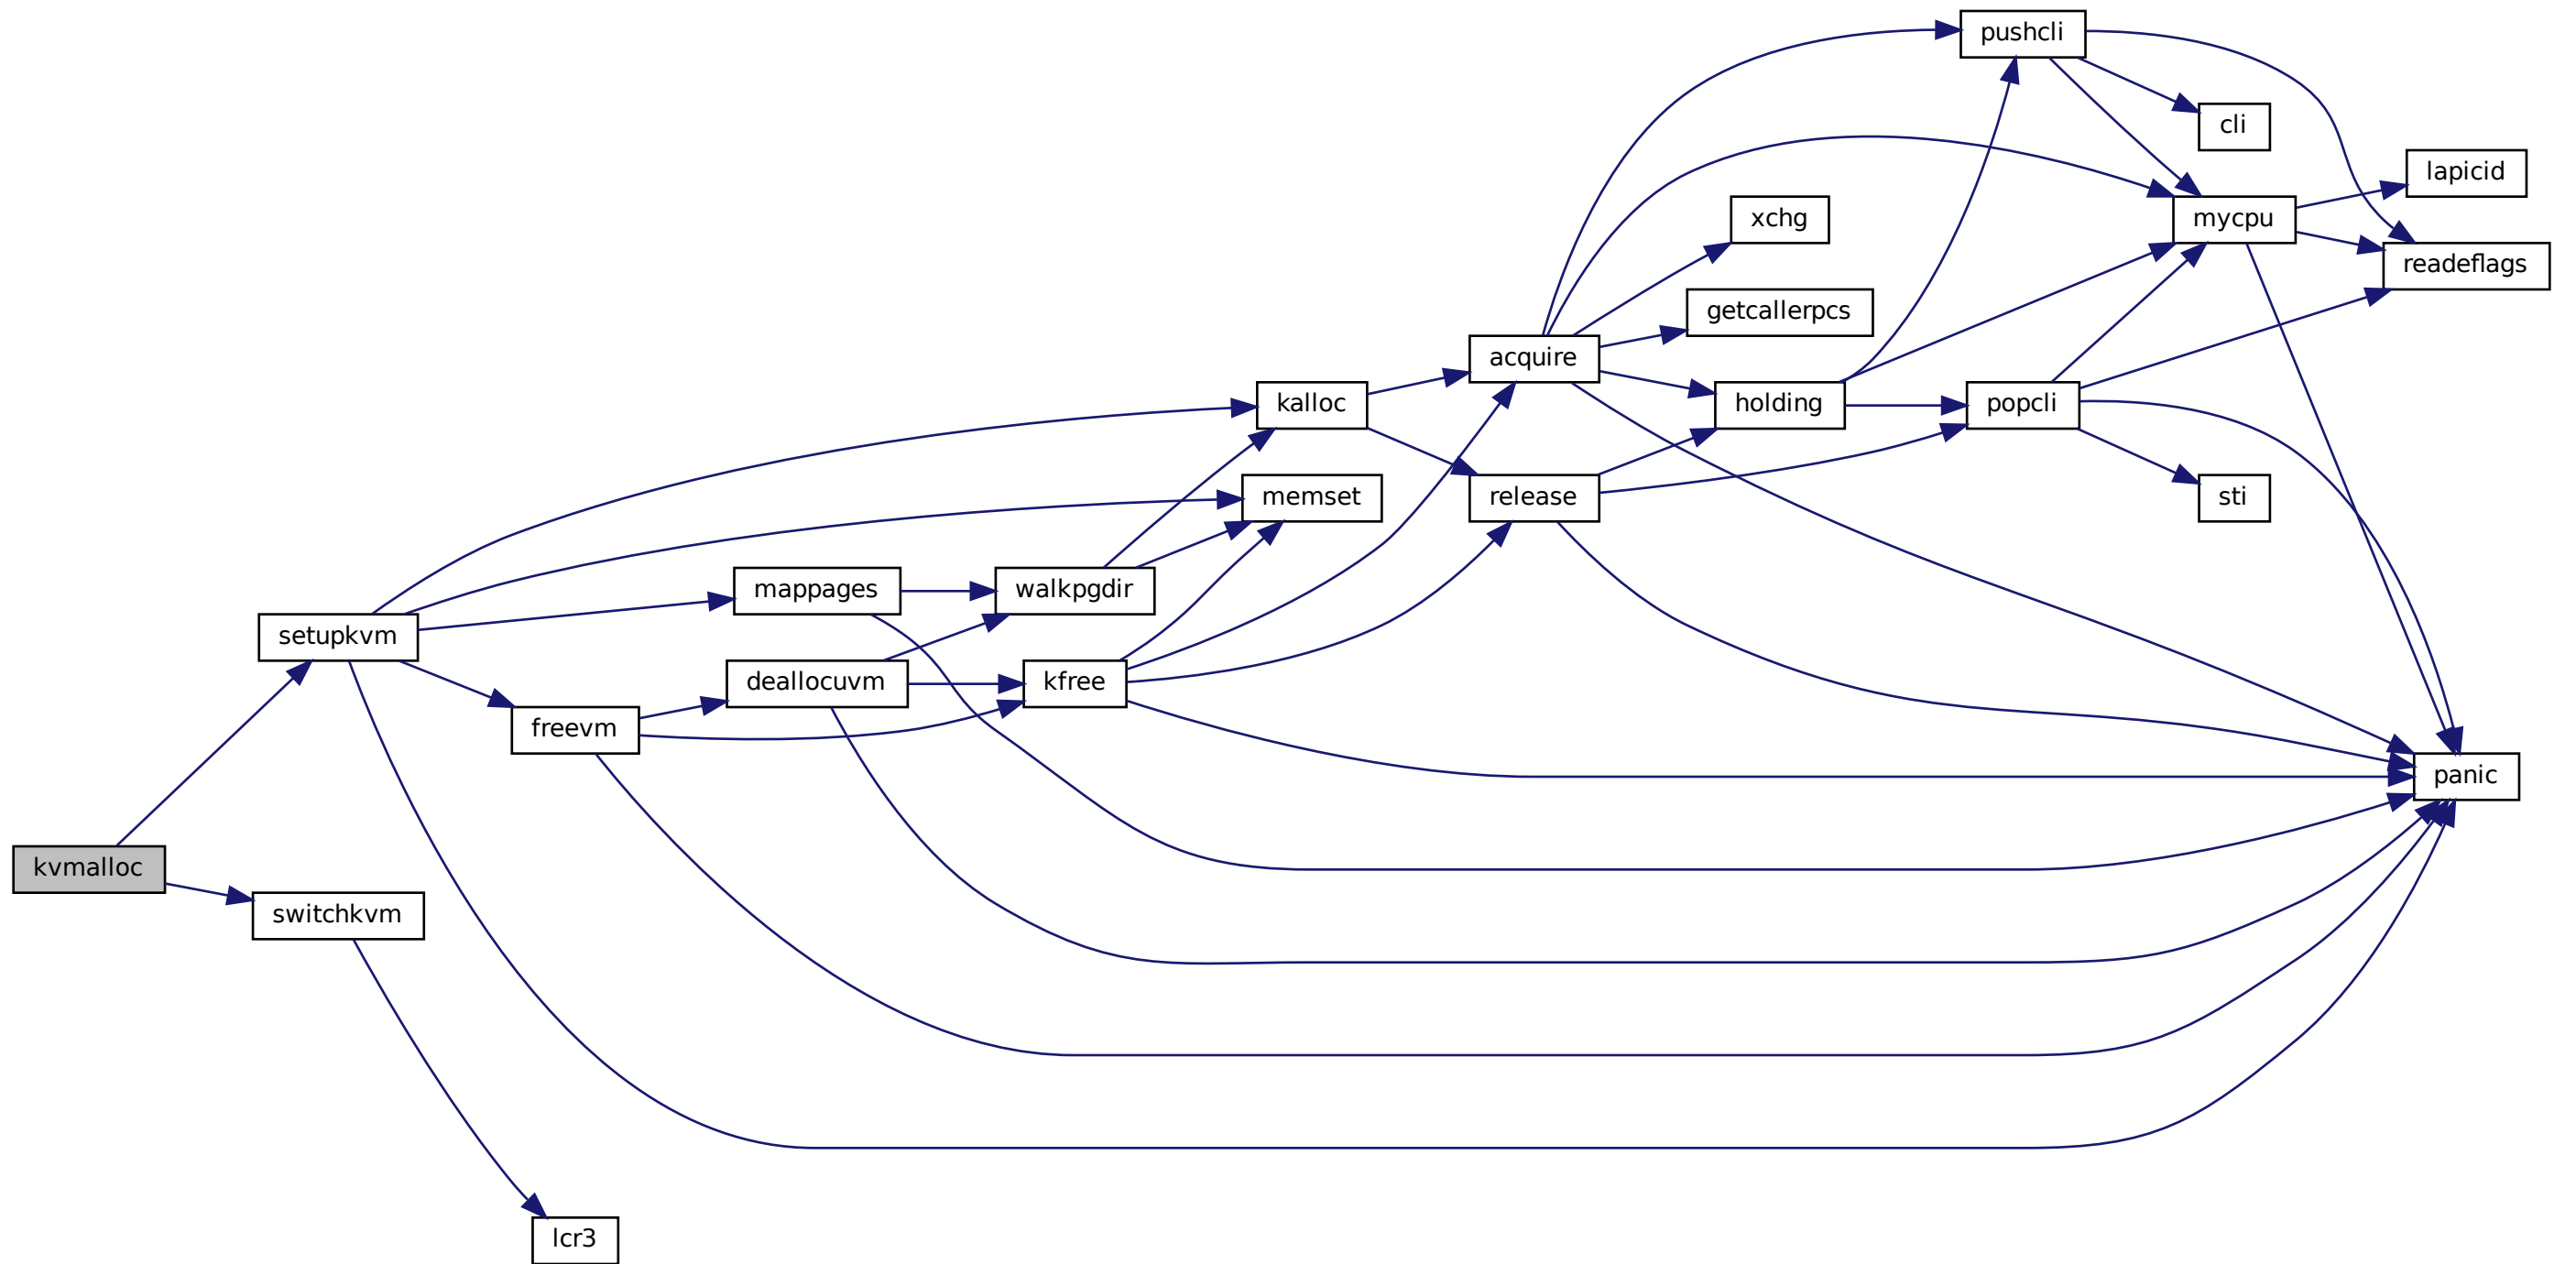 pushcli
cli
lapicid
xchg
mycpu
readeflags
getcallerpcs
acquire
kalloc
holding
popcli
memset
release
sti
mappages
walkpgdir
setupkvm
deallocuvm
kfree
freevm
panic
kvmalloc
switchkvm
lcr3